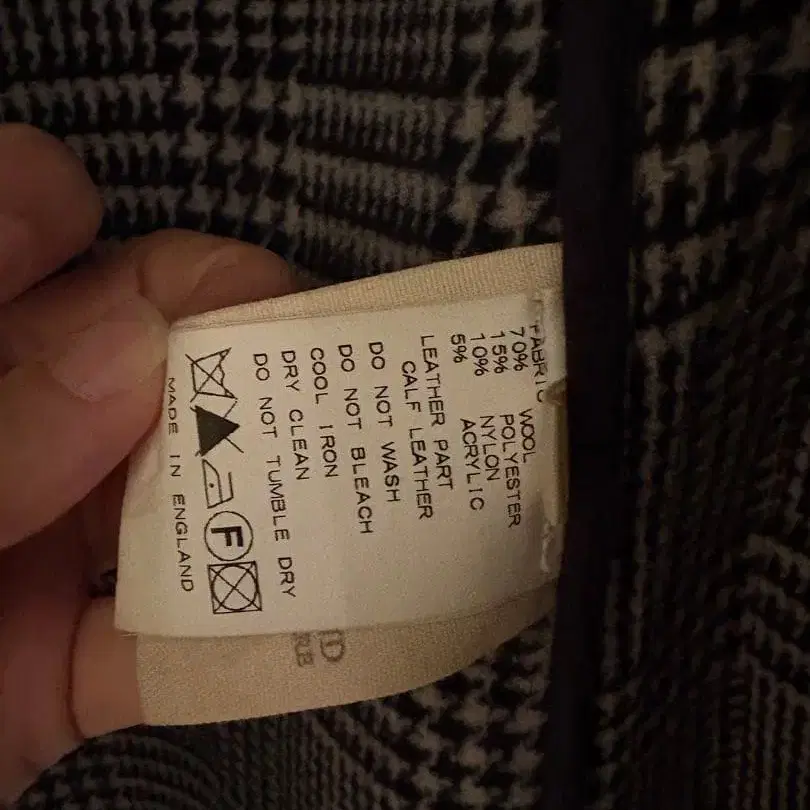 FABRIC
70% WOOL
15% POLYESTER
10% NYLON
5% ACRYLIC
LEATHER PART
CALF LEATHER
DO NOT WASH
DO NOT BLEACH
COOL IRON
DRY CLEAN
DO NOT TUMBLE DRY
F
MADE IN ENGLAND